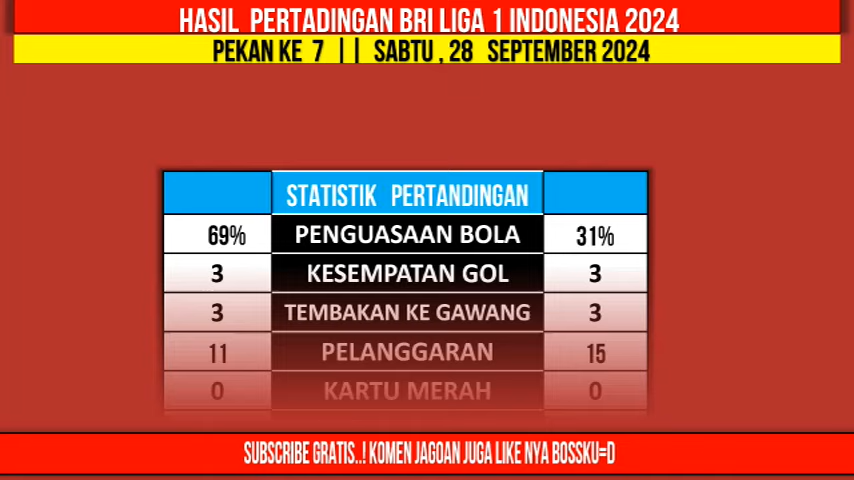 HASIL PERTADINGAN BRI LIGA 1 INDONESIA 2024
PEKAN KE 7 || SABTU , 28 SEPTEMBER 2024
STATISTIK PERTANDINGAN
69% PENGUASAAN BOLA 31%
3 KESEMPATAN GOL 3
3 TEMBAKAN KE GAWANG 3
11 PELANGGARAN 15
0 KARTU MERAH 0
SUBSCRIBE GRATIS..! KOMEN JAGOAN JUGA LIKE NYA BOSSKU=D